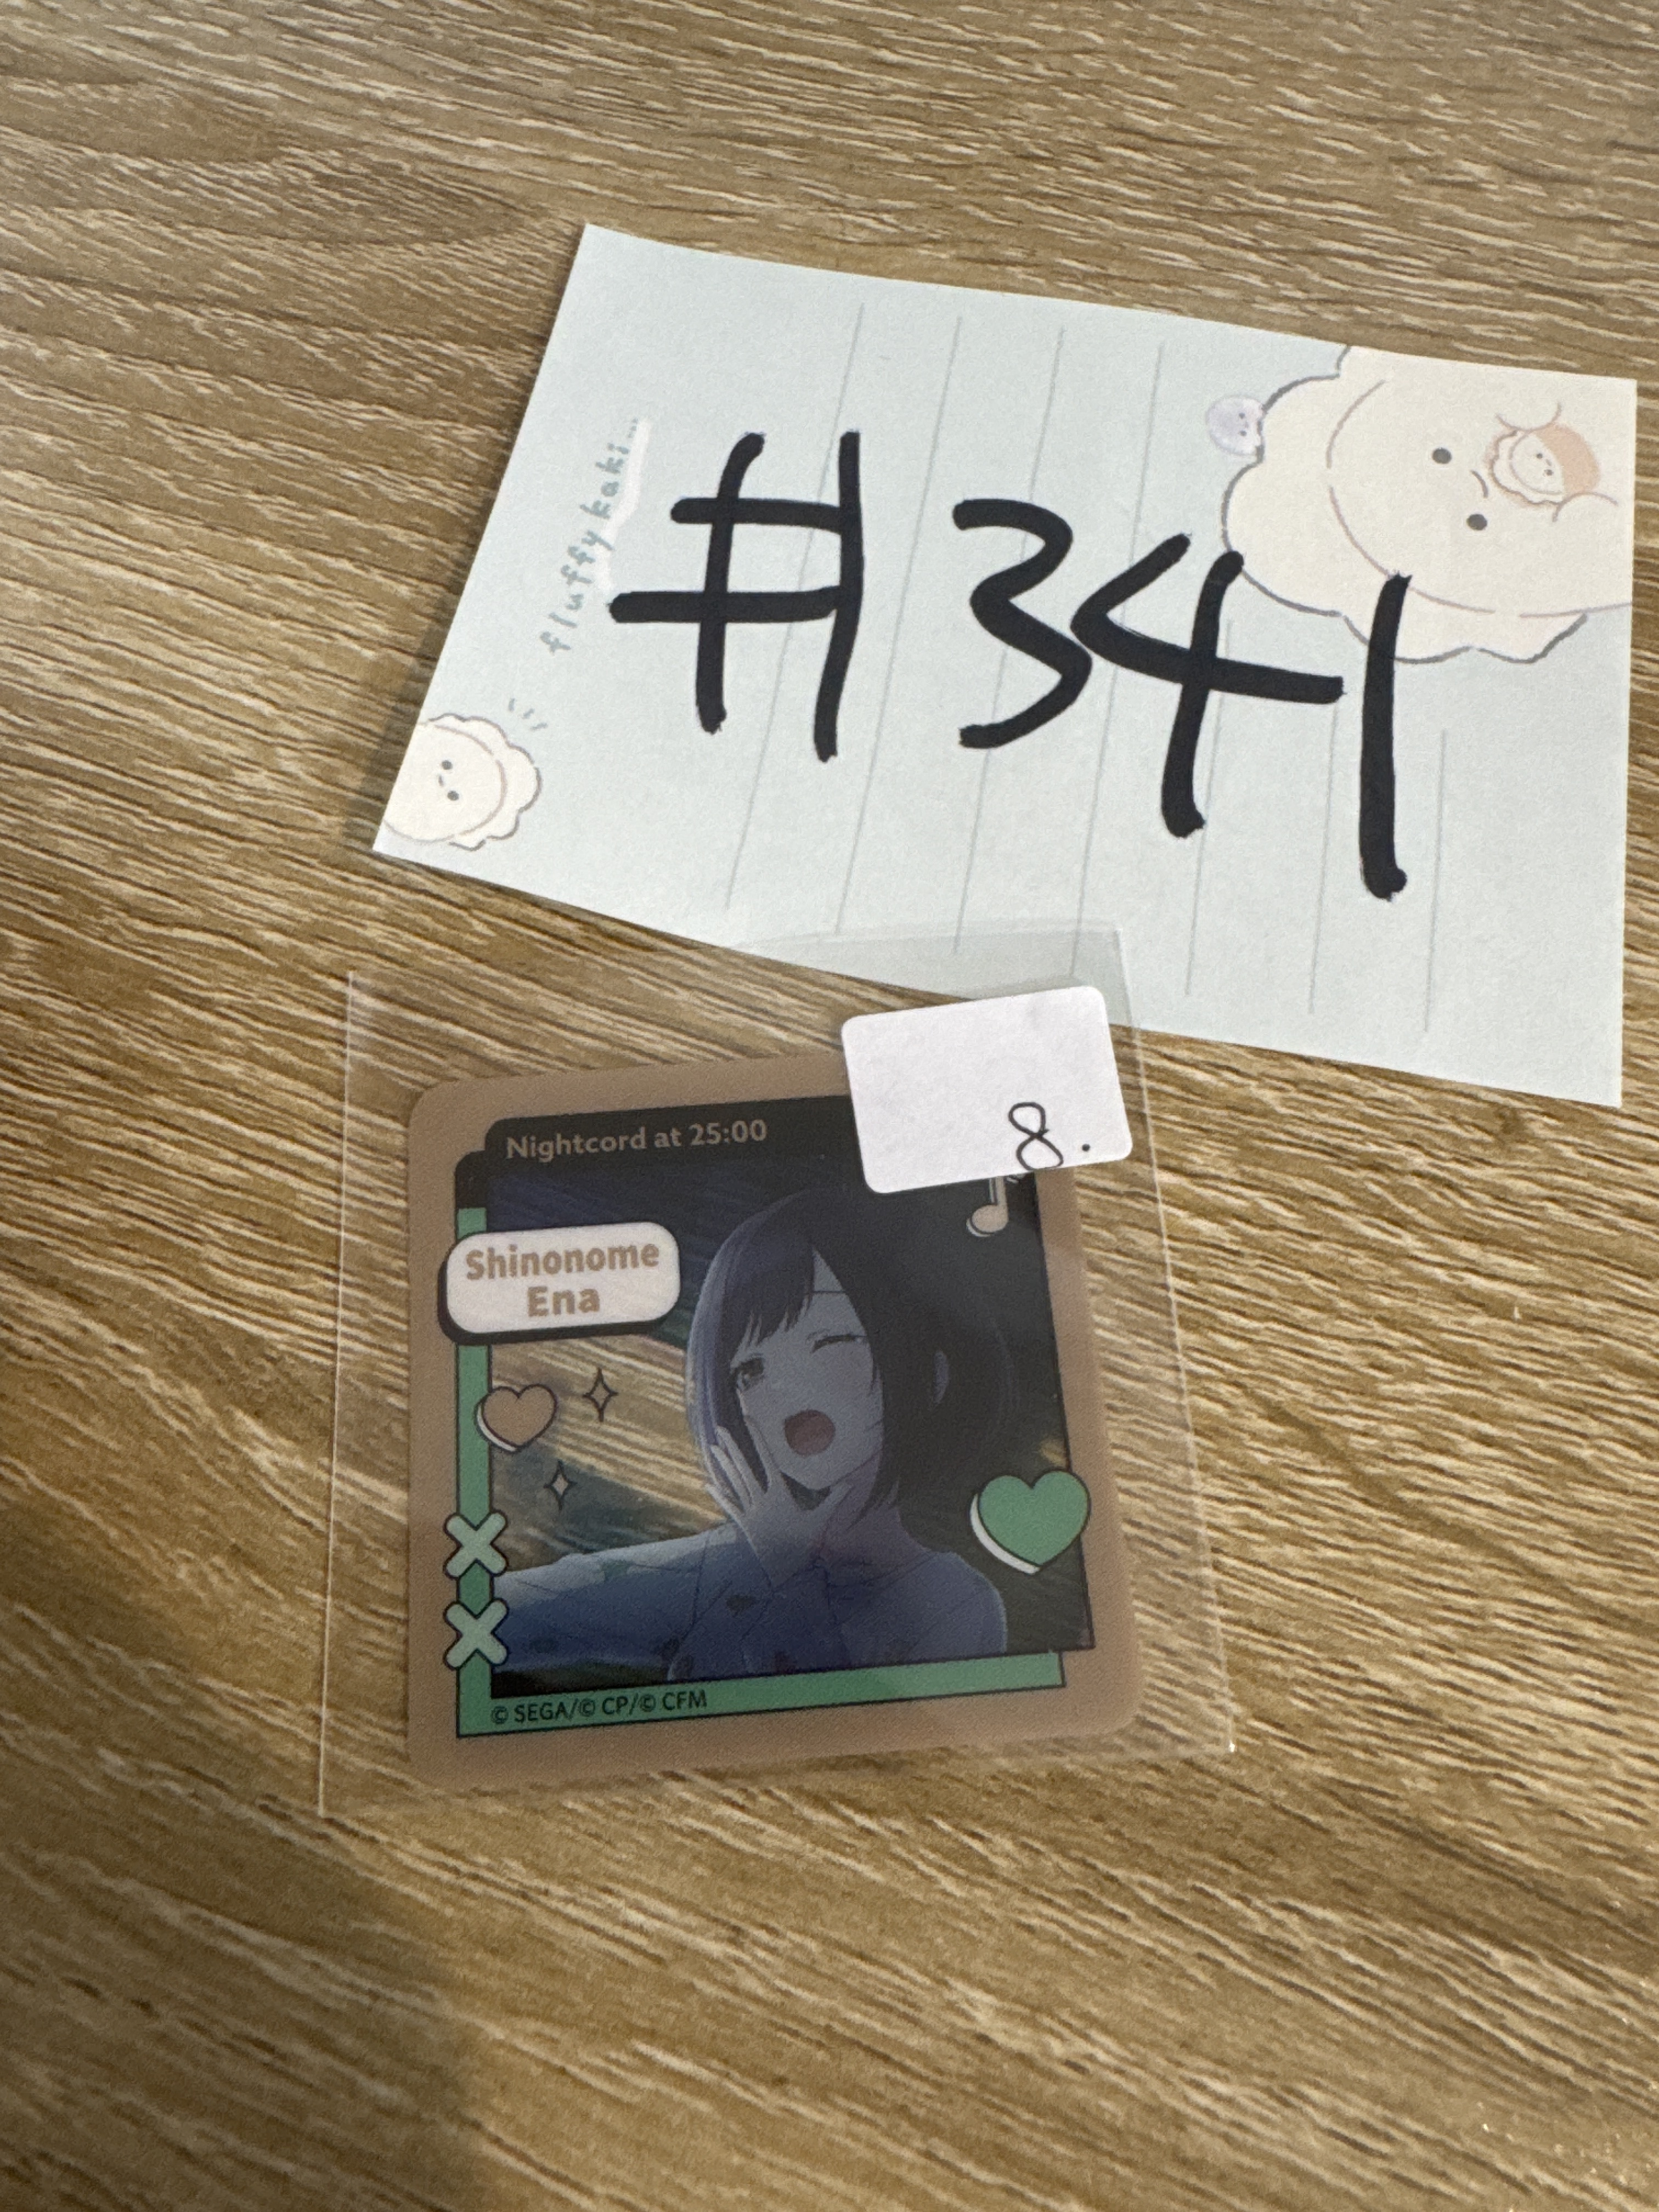 fluffy kaki...
#341
8.
Nightcord at 25:00
Shinonome
Ena
© SEGA/© CP/© CFM